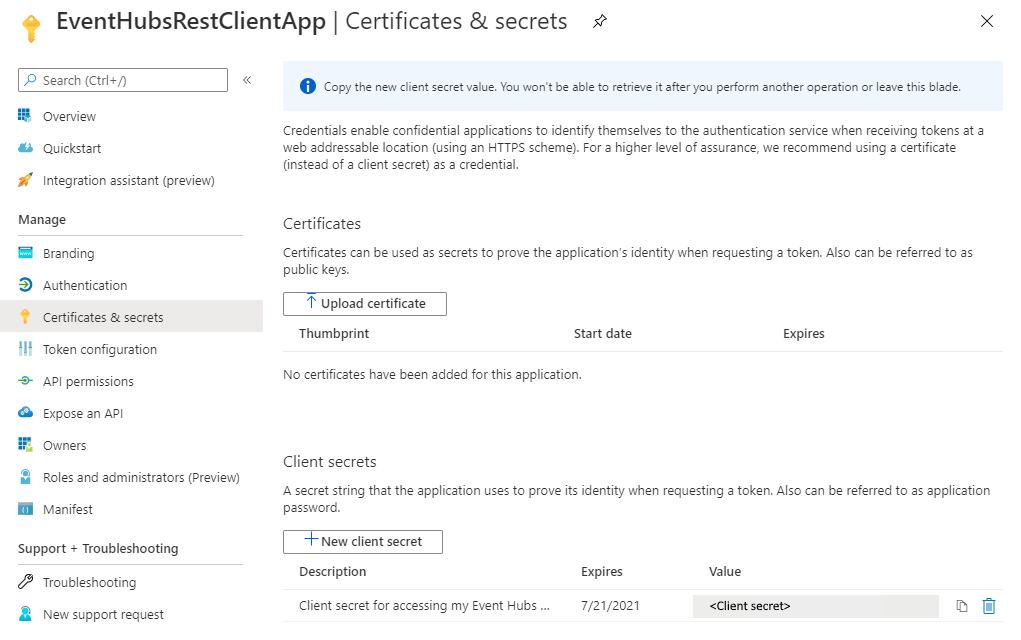 EventHubsRestClientApp | Certificates & secrets
Search (Ctrl+/)
«
Overview
Quickstart
Integration assistant (preview)
Manage
Branding
Authentication
Certificates & secrets
Token configuration
API permissions
Expose an API
Owners
Roles and administrators (Preview)
Manifest
Support + Troubleshooting
Troubleshooting
New support request
Copy the new client secret value. You won't be able to retrieve it after you perform another operation or leave this blade.
Credentials enable confidential applications to identify themselves to the authentication service when receiving tokens at a
web addressable location (using an HTTPS scheme). For a higher level of assurance, we recommend using a certificate
(instead of a client secret) as a credential.
Certificates
Certificates can be used as secrets to prove the application's identity when requesting a token. Also can be referred to as
public keys.
Upload certificate
Thumbprint Start date Expires
No certificates have been added for this application.
Client secrets
A secret string that the application uses to prove its identity when requesting a token. Also can be referred to as application
password.
New client secret
Description Expires Value
Client secret for accessing my Event Hubs ... 7/21/2021 <Client secret>